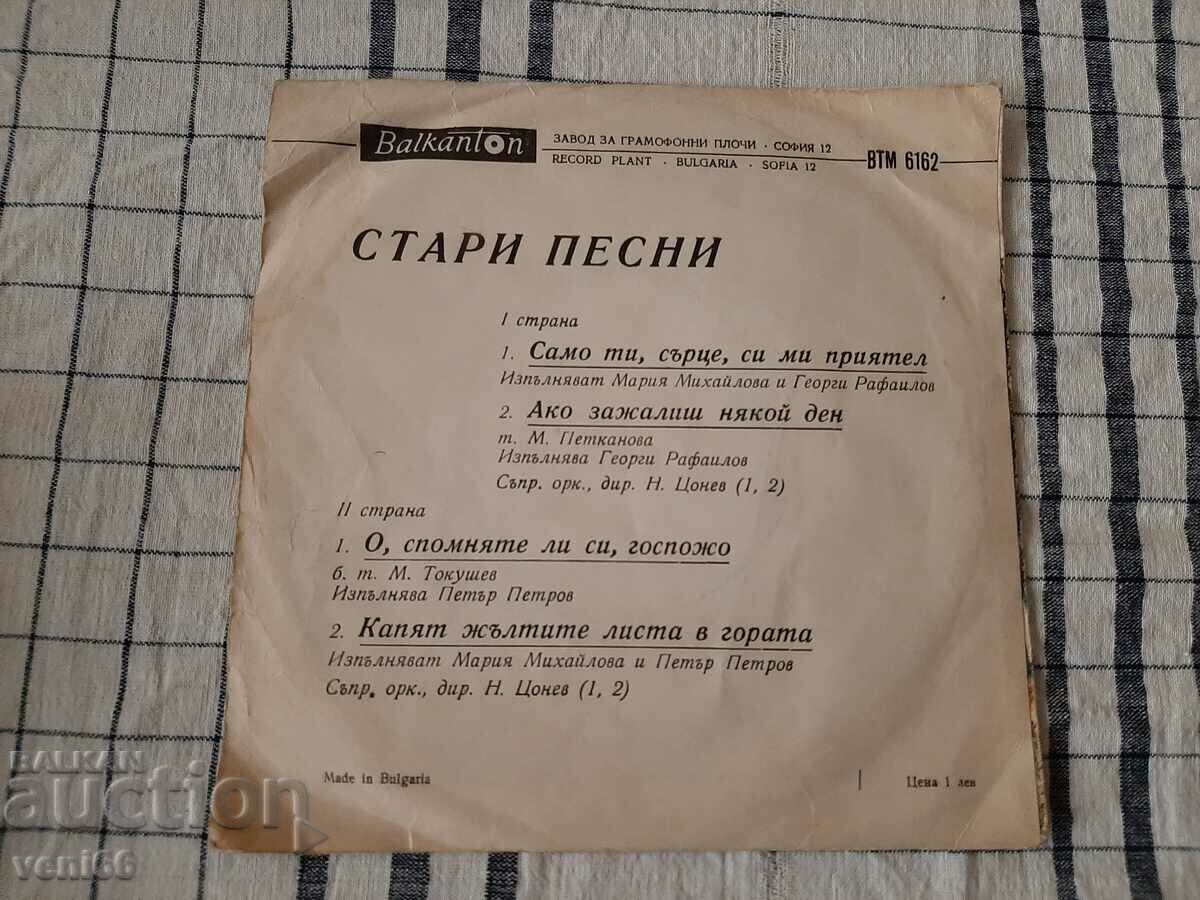 Balkanton
ЗАВОД ЗА ГРАМОФОННИ ПЛОЧИ · СОФИЯ 12
RECORD PLANT · BULGARIA · SOFIA 12
ВТМ 6162
СТАРИ ПЕСНИ
I страна
1. Само ти, сърце, си ми приятел
Изпълняват Мария Михайлова и Георги Рафаилов
2. Ако зажалиш някой ден
т. М. Петканова
Изпълнява Георги Рафаилов
Съпр. орк., дир. Н. Цонев (1, 2)
II страна
1. О, спомняте ли си, госпожо
б. т. М. Токушев
Изпълнява Петър Петров
2. Капят жълтите листа в гората
Изпълняват Мария Михайлова и Петър Петров
Съпр. орк., дир. Н. Цонев (1, 2)
Made in Bulgaria
Цена 1 лев
BALKAN
auction
veni66